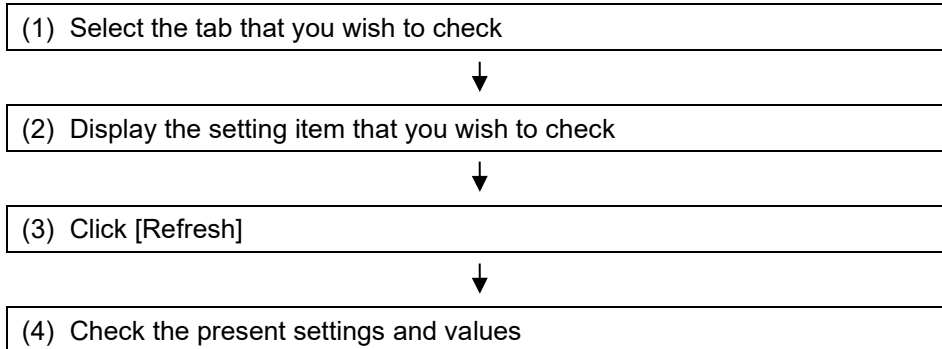 (1) Select the tab that you wish to check
(2) Display the setting item that you wish to check
(3) Click [Refresh]
(4) Check the present settings and values